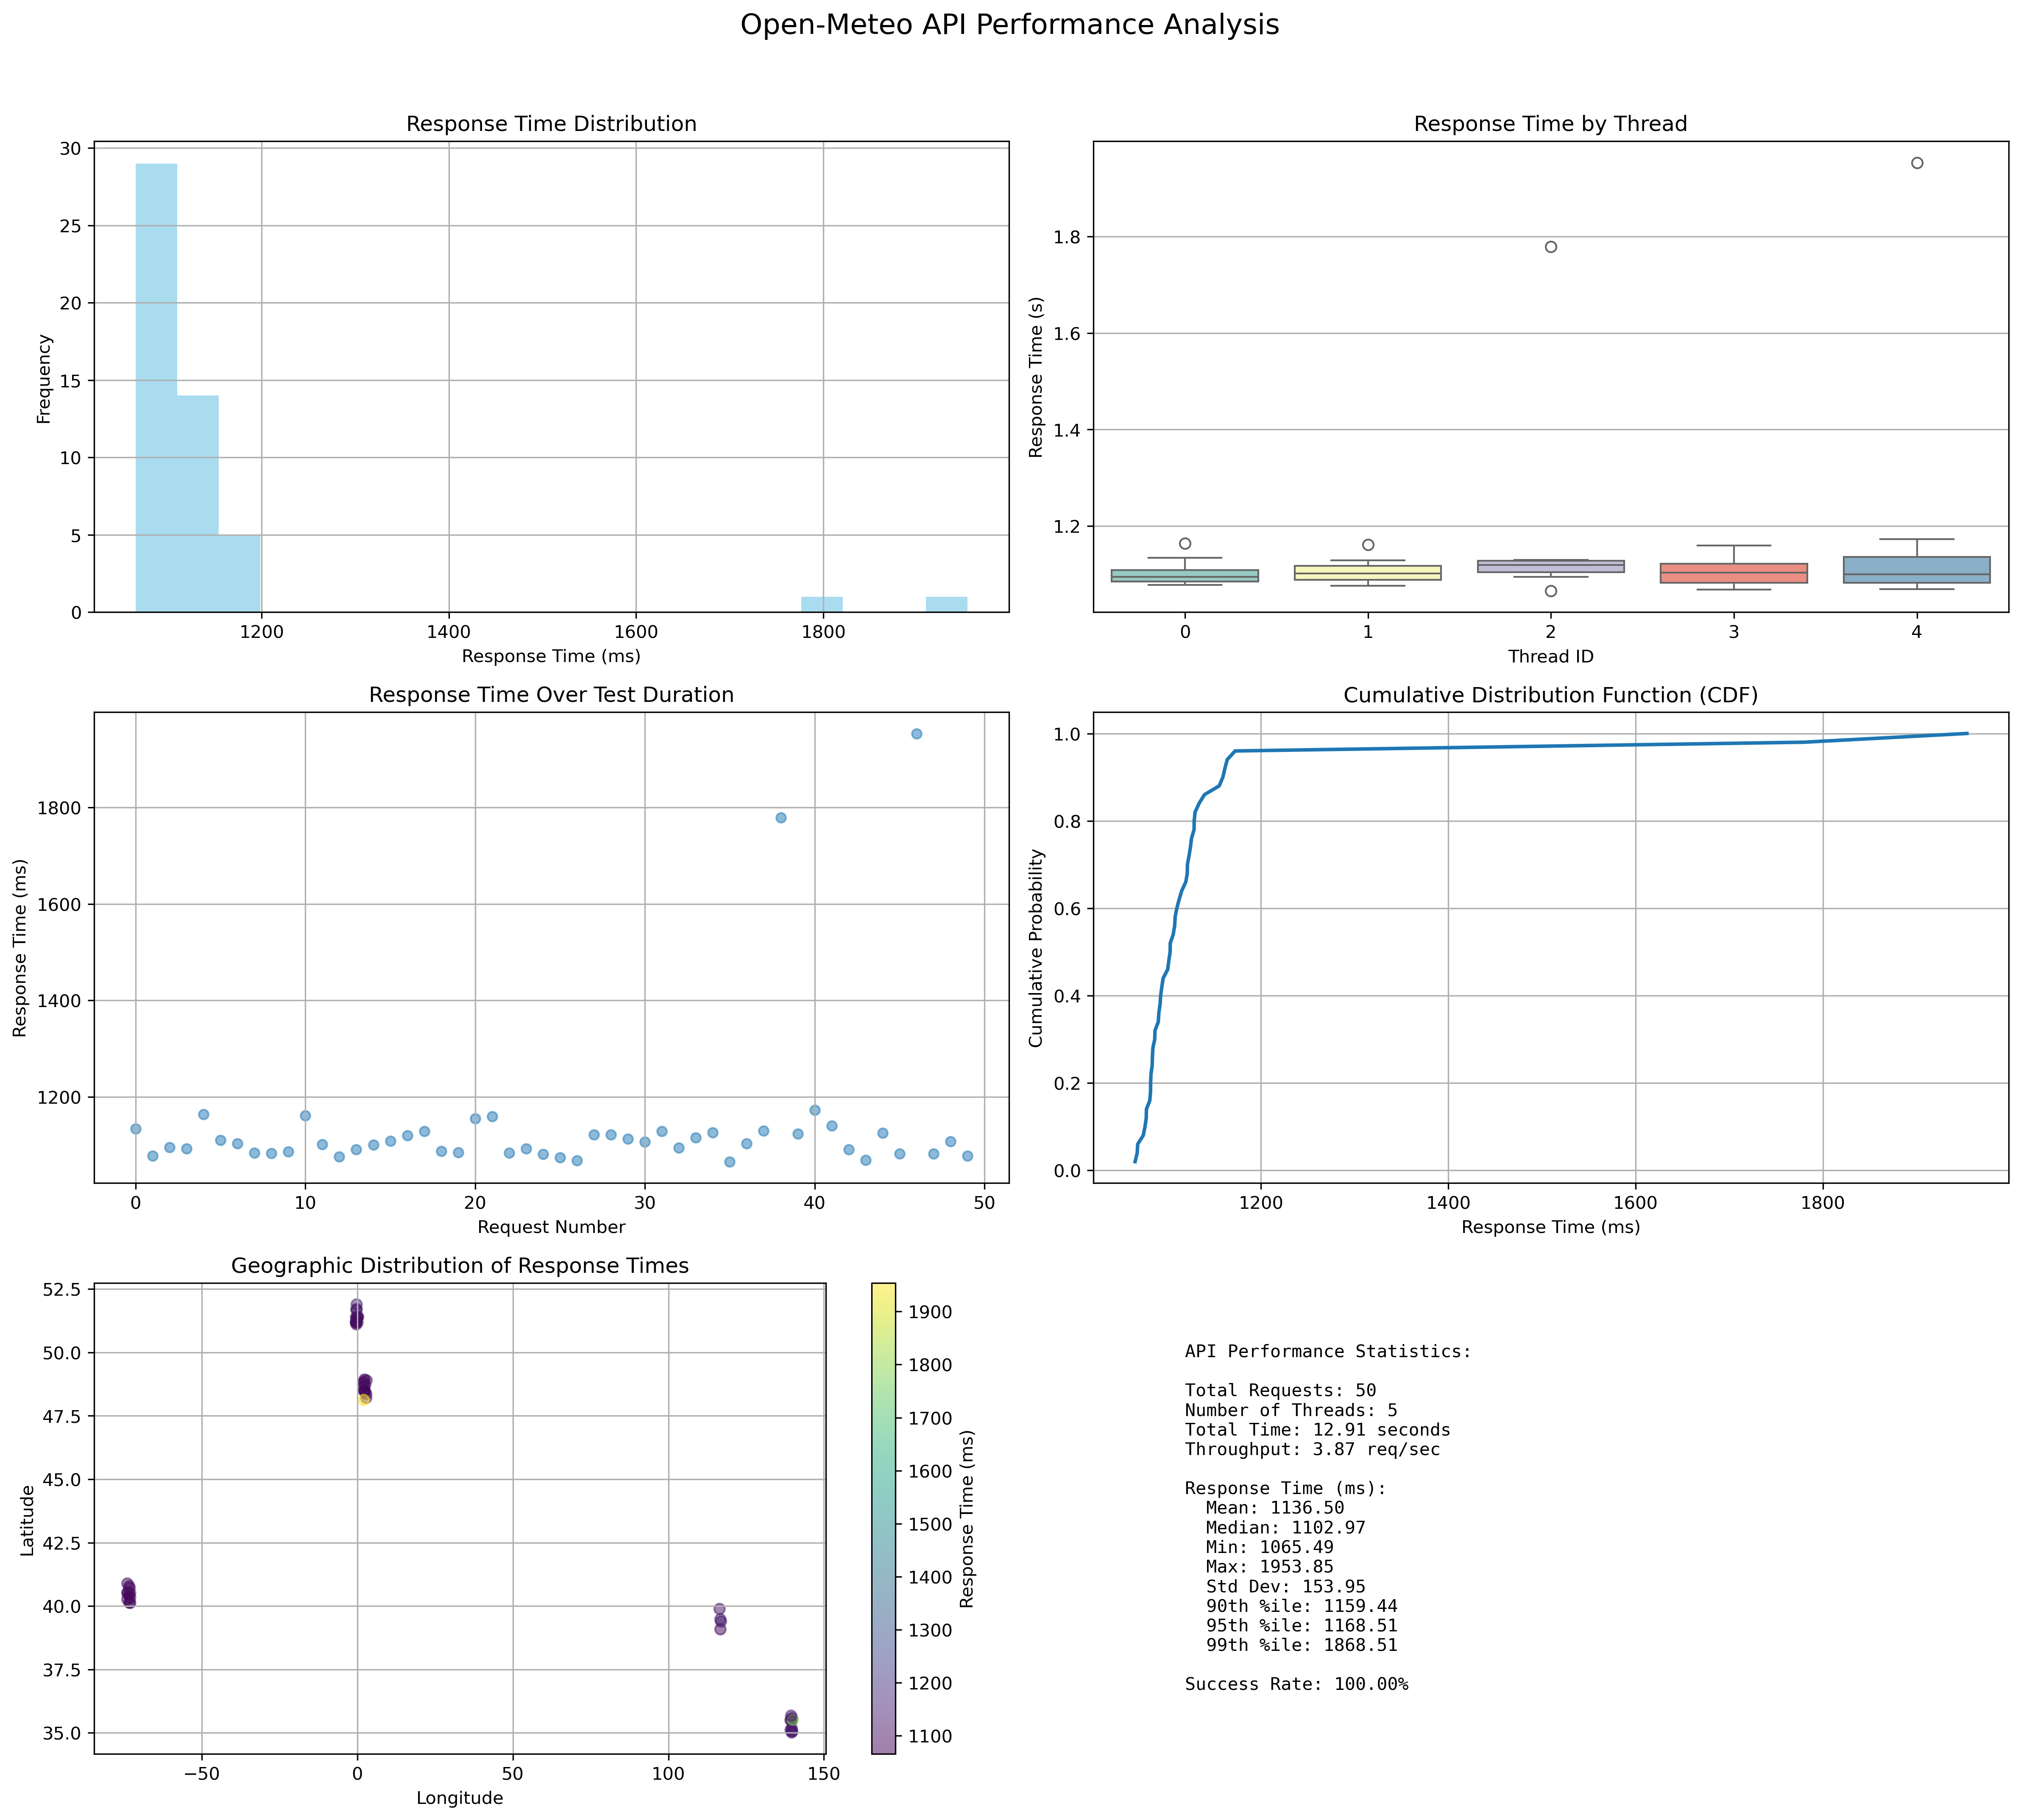 Open-Meteo API Performance Analysis
Response Time Distribution
30
25
20
15
10
5
0
Frequency
1200 1400 1600 1800
Response Time (ms)
Response Time by Thread
1.8
1.6
1.4
1.2
Response Time (s)
0 1 2 3 4
Thread ID
Response Time Over Test Duration
1800
1600
1400
1200
Response Time (ms)
0 10 20 30 40 50
Request Number
Cumulative Distribution Function (CDF)
1.0
0.8
0.6
0.4
0.2
0.0
Cumulative Probability
1200 1400 1600 1800
Response Time (ms)
Geographic Distribution of Response Times
52.5
50.0
47.5
45.0
42.5
40.0
37.5
35.0
Latitude
−50 0 50 100 150
Longitude
1900
1800
1700
1600
1500
1400
1300
1200
1100
Response Time (ms)
API Performance Statistics:
Total Requests: 50
Number of Threads: 5
Total Time: 12.91 seconds
Throughput: 3.87 req/sec
Response Time (ms):
Mean: 1136.50
Median: 1102.97
Min: 1065.49
Max: 1953.85
Std Dev: 153.95
90th %ile: 1159.44
95th %ile: 1168.51
99th %ile: 1868.51
Success Rate: 100.00%